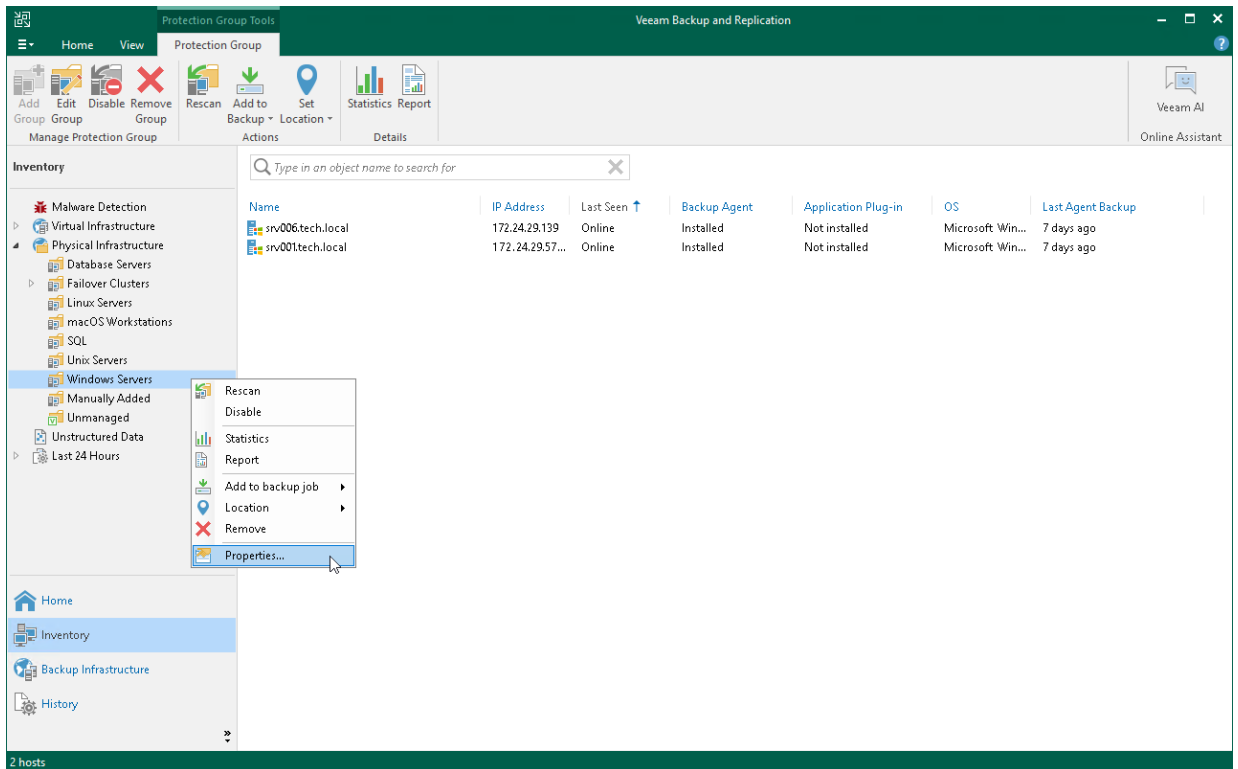 Protection Group Tools
Veeam Backup and Replication
Home View Protection Group
Add Group
Edit Group
Disable
Remove Group
Rescan
Add to Backup
Set Location
Statistics
Report
Veeam AI
Manage Protection Group
Actions
Details
Online Assistant
Inventory
Type in an object name to search for
Malware Detection
Virtual Infrastructure
Physical Infrastructure
Database Servers
Failover Clusters
Linux Servers
macOS Workstations
SQL
Unix Servers
Windows Servers
Manually Added
Unmanaged
Unstructured Data
Last 24 Hours
Name IP Address Last Seen Backup Agent Application Plug-in OS Last Agent Backup
srv006.tech.local 172.24.29.139 Online Installed Not installed Microsoft Win... 7 days ago
srv001.tech.local 172.24.29.57... Online Installed Not installed Microsoft Win... 7 days ago
Rescan
Disable
Statistics
Report
Add to backup job
Location
Remove
Properties...
Home
Inventory
Backup Infrastructure
History
2 hosts